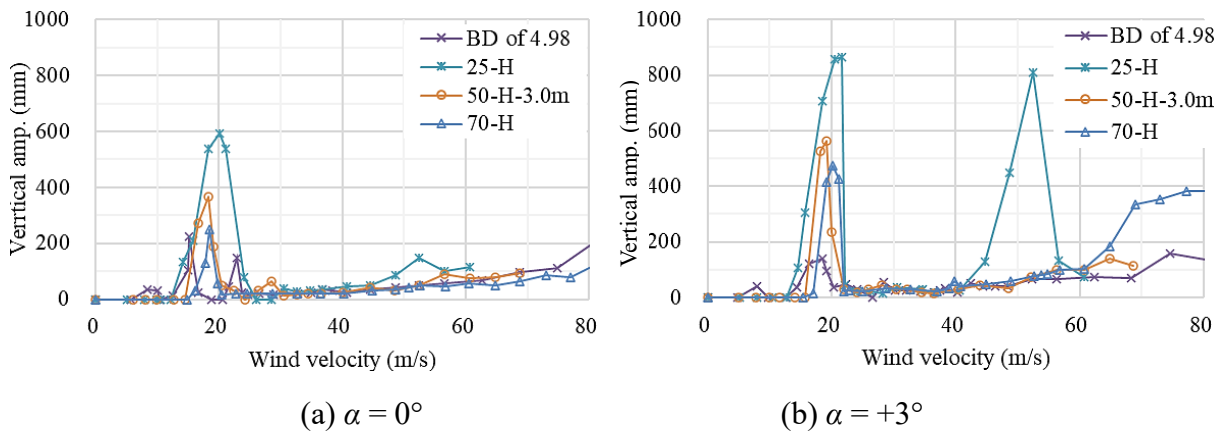 1000
800
600
400
200
0
Verrtical amp. (mm)
0 20 40 60 80
Wind velocity (m/s)
BD of 4.98
25-H
50-H-3.0m
70-H
(a) α = 0°
1000
800
600
400
200
0
Vertical amp. (mm)
0 20 40 60 80
Wind velocity (m/s)
BD of 4.98
25-H
50-H-3.0m
70-H
(b) α = +3°